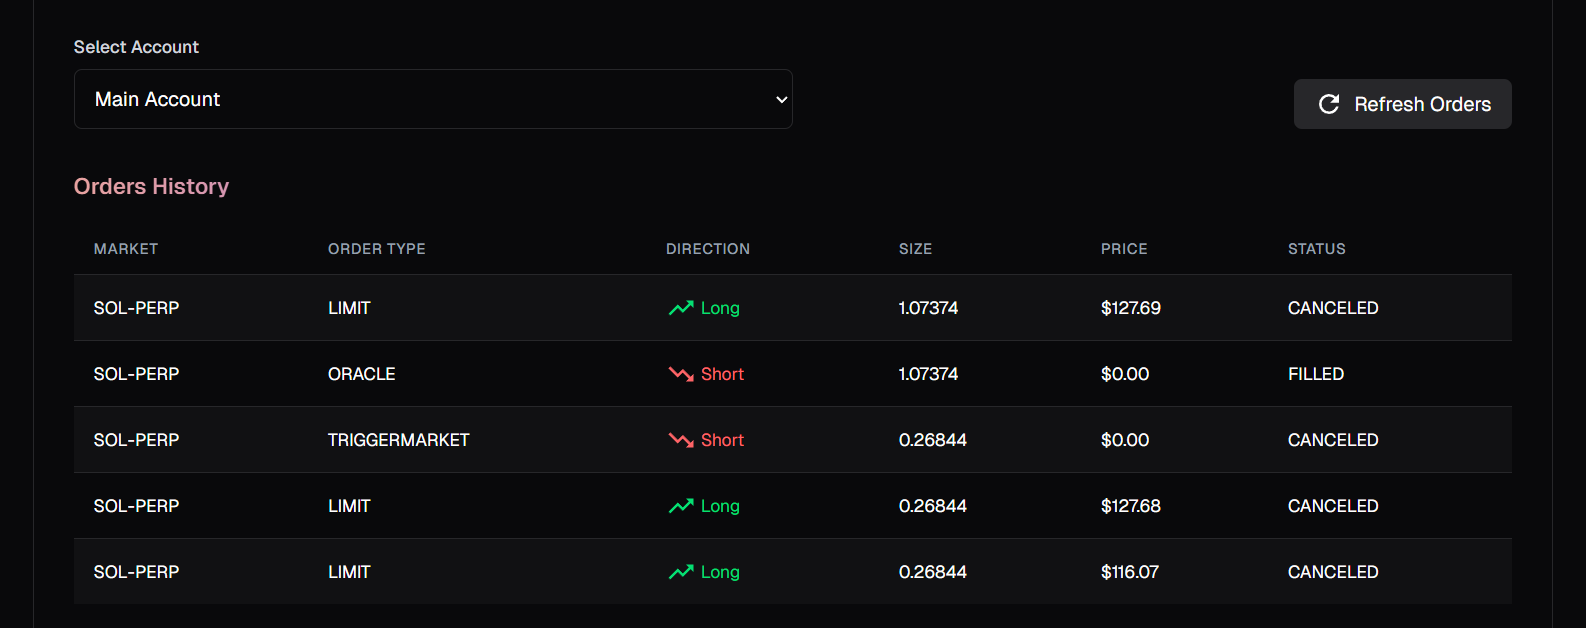 Select Account
Main Account
Refresh Orders
Orders History
MARKET ORDER TYPE DIRECTION SIZE PRICE STATUS
SOL-PERP LIMIT Long 1.07374 $127.69 CANCELED
SOL-PERP ORACLE Short 1.07374 $0.00 FILLED
SOL-PERP TRIGGERMARKET Short 0.26844 $0.00 CANCELED
SOL-PERP LIMIT Long 0.26844 $127.68 CANCELED
SOL-PERP LIMIT Long 0.26844 $116.07 CANCELED